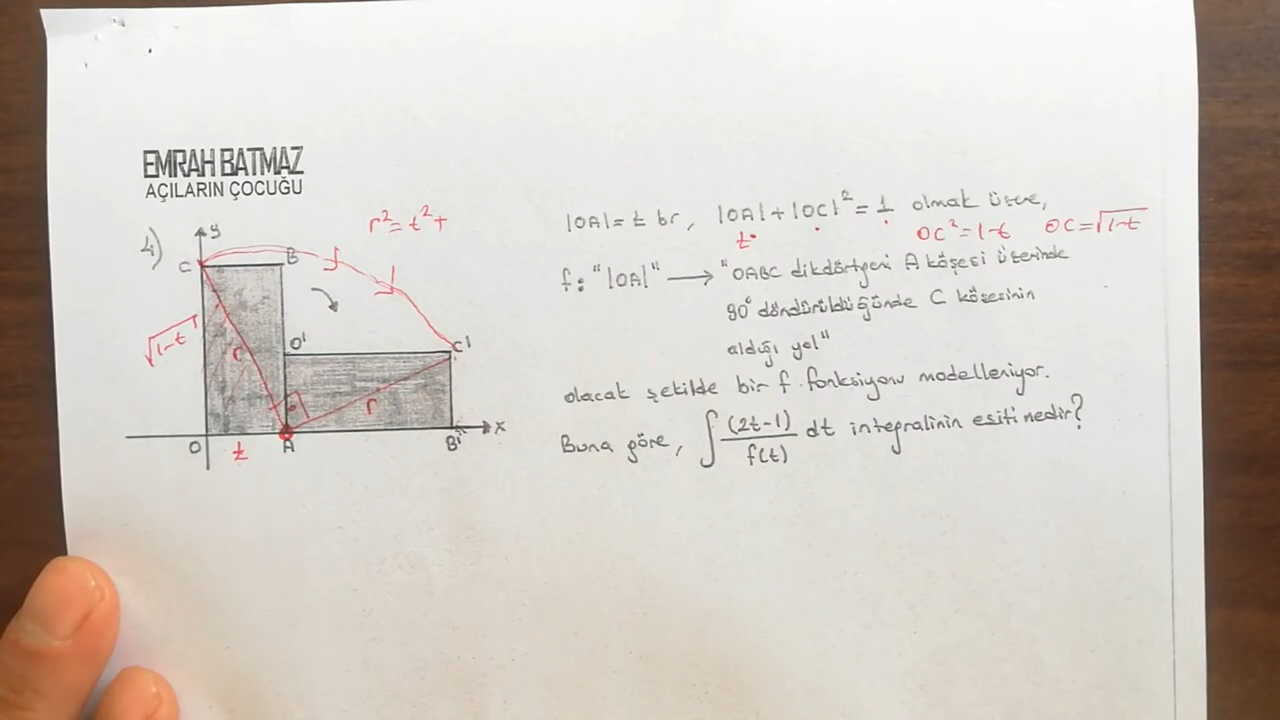 EMRAH BATMAZ
AÇILARIN ÇOCUĞU
4)
y
C
B
r² = t² +
√1-t
r
O'
C'
r
O
t
A
B'
x
|OA| = t br, |OA| + |OC|² = 1 olmak üzere,
t
OC² = 1-t OC = √1-t
f: "|OA|" → "OABC dikdörtgeni A köşesi üzerinde
90° döndürüldüğünde C köşesinin
aldığı yol"
olacak şekilde bir f fonksiyonu modelleniyor.
Buna göre, ∫ (2t-1)/f(t) dt integralinin eşiti nedir?